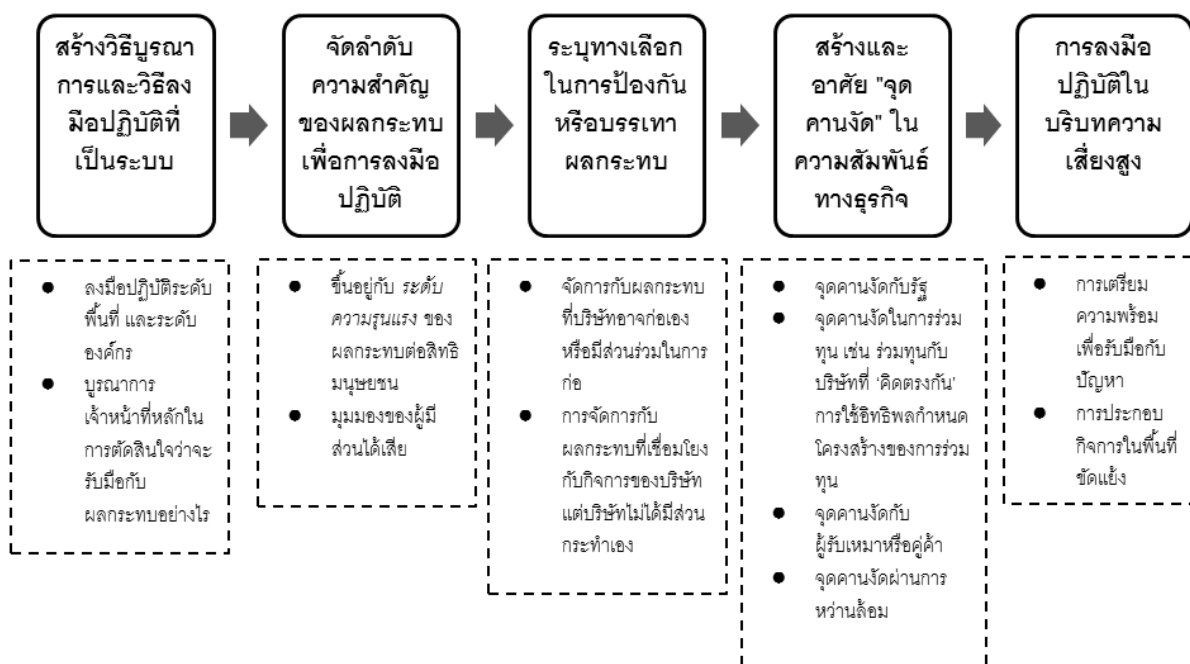 สร้างวิธีบูรณา
การและวิธีลง
มือปฏิบัติที่
เป็นระบบ
จัดลำดับ
ความสำคัญ
ของผลกระทบ
เพื่อการลงมือ
ปฏิบัติ
ระบุทางเลือก
ในการป้องกัน
หรือบรรเทา
ผลกระทบ
สร้างและ
อาศัย "จุด
คานงัด" ใน
ความสัมพันธ์
ทางธุรกิจ
การลงมือ
ปฏิบัติใน
บริบทความ
เสี่ยงสูง
● ลงมือปฏิบัติระดับ
พื้นที่ และระดับ
องค์กร
● บูรณาการ
เจ้าหน้าที่หลักใน
การตัดสินใจว่าจะ
รับมือกับ
ผลกระทบอย่างไร
● ขึ้นอยู่กับ ระดับ
ความรุนแรง ของ
ผลกระทบต่อสิทธิ
มนุษยชน
● มุมมองของผู้มี
ส่วนได้เสีย
● จัดการกับผลกระทบ
ที่บริษัทอาจก่อเอง
หรือมีส่วนร่วมในการ
ก่อ
● การจัดการกับ
ผลกระทบที่เชื่อมโยง
กับกิจการของบริษัท
แต่บริษัทไม่ได้มีส่วน
กระทำเอง
● จุดคานงัดกับรัฐ
● จุดคานงัดในการร่วม
ทุน เช่น ร่วมทุนกับ
บริษัทที่ ‘คิดตรงกัน’
การใช้อิทธิพลกำหนด
โครงสร้างของการร่วม
ทุน
● จุดคานงัดกับ
ผู้รับเหมาหรือคู่ค้า
● จุดคานงัดผ่านการ
หว่านล้อม
● การเตรียม
ความพร้อม
เพื่อรับมือกับ
ปัญหา
● การประกอบ
กิจการในพื้นที่
ขัดแย้ง